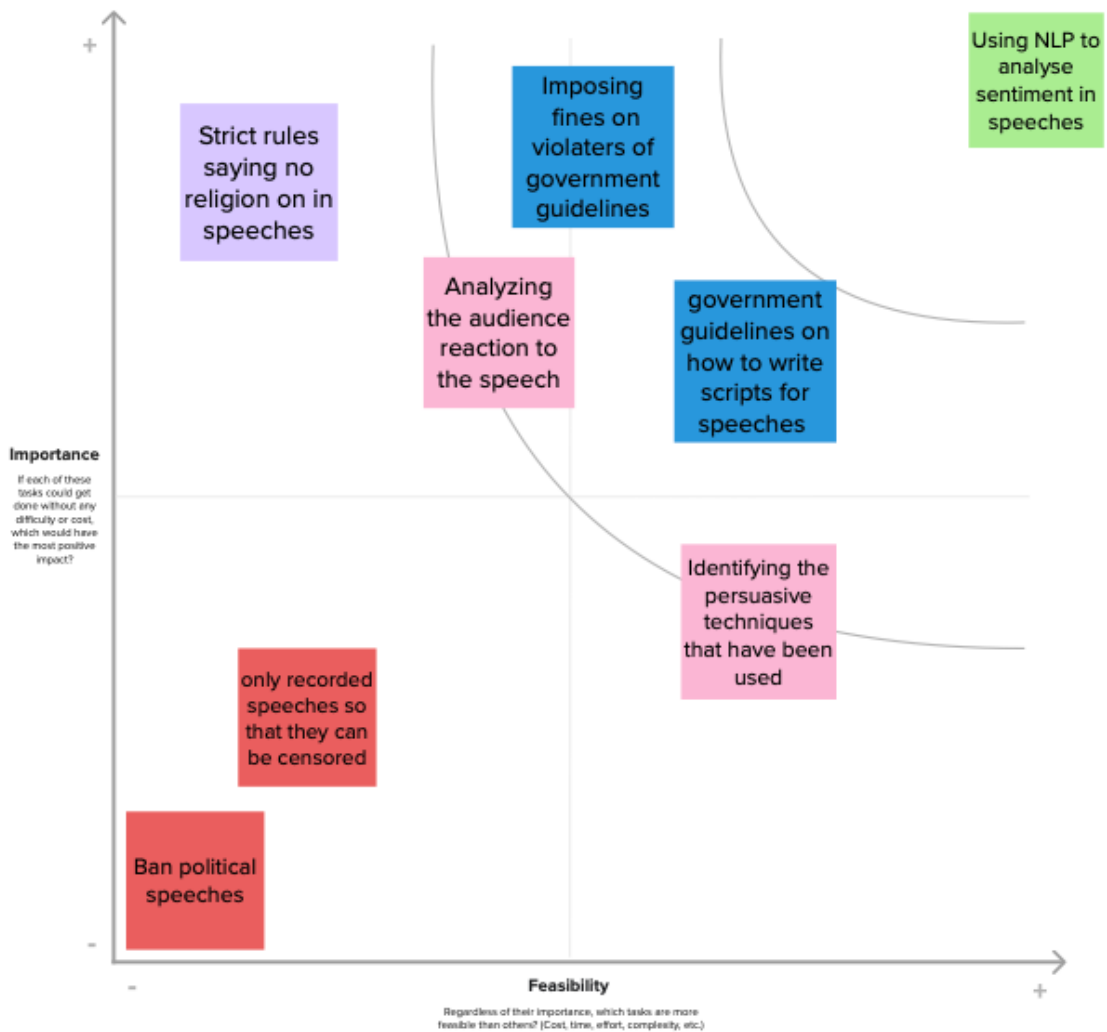 +
Using NLP to
analyse
sentiment in
speeches
Imposing
fines on
violaters of
government
guidelines
Strict rules
saying no
religion on in
speeches
Analyzing
the audience
reaction to
the speech
government
guidelines on
how to write
scripts for
speeches
Importance
If each of these
tasks could get
done without any
difficulty or cost,
which would have
the most positive
impact?
Identifying the
persuasive
techniques
that have been
used
only recorded
speeches so
that they can
be censored
Ban political
speeches
-
-
Feasibility
+
Regardless of their importance, which tasks are more
feasible than others? (Cost, time, effort, complexity, etc.)